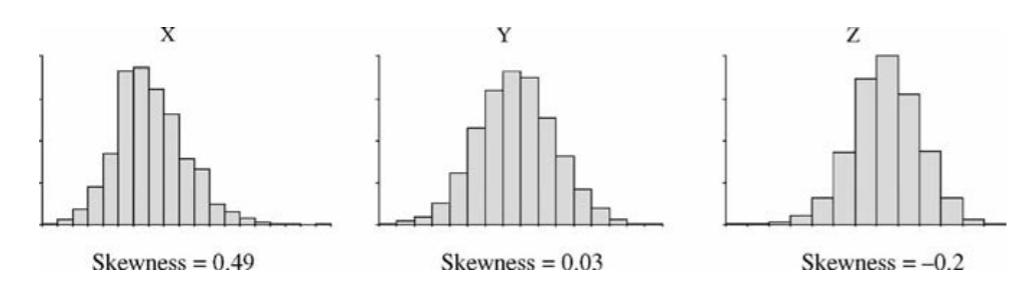 X Y Z
Skewness = 0.49 Skewness = 0.03 Skewness = –0.2